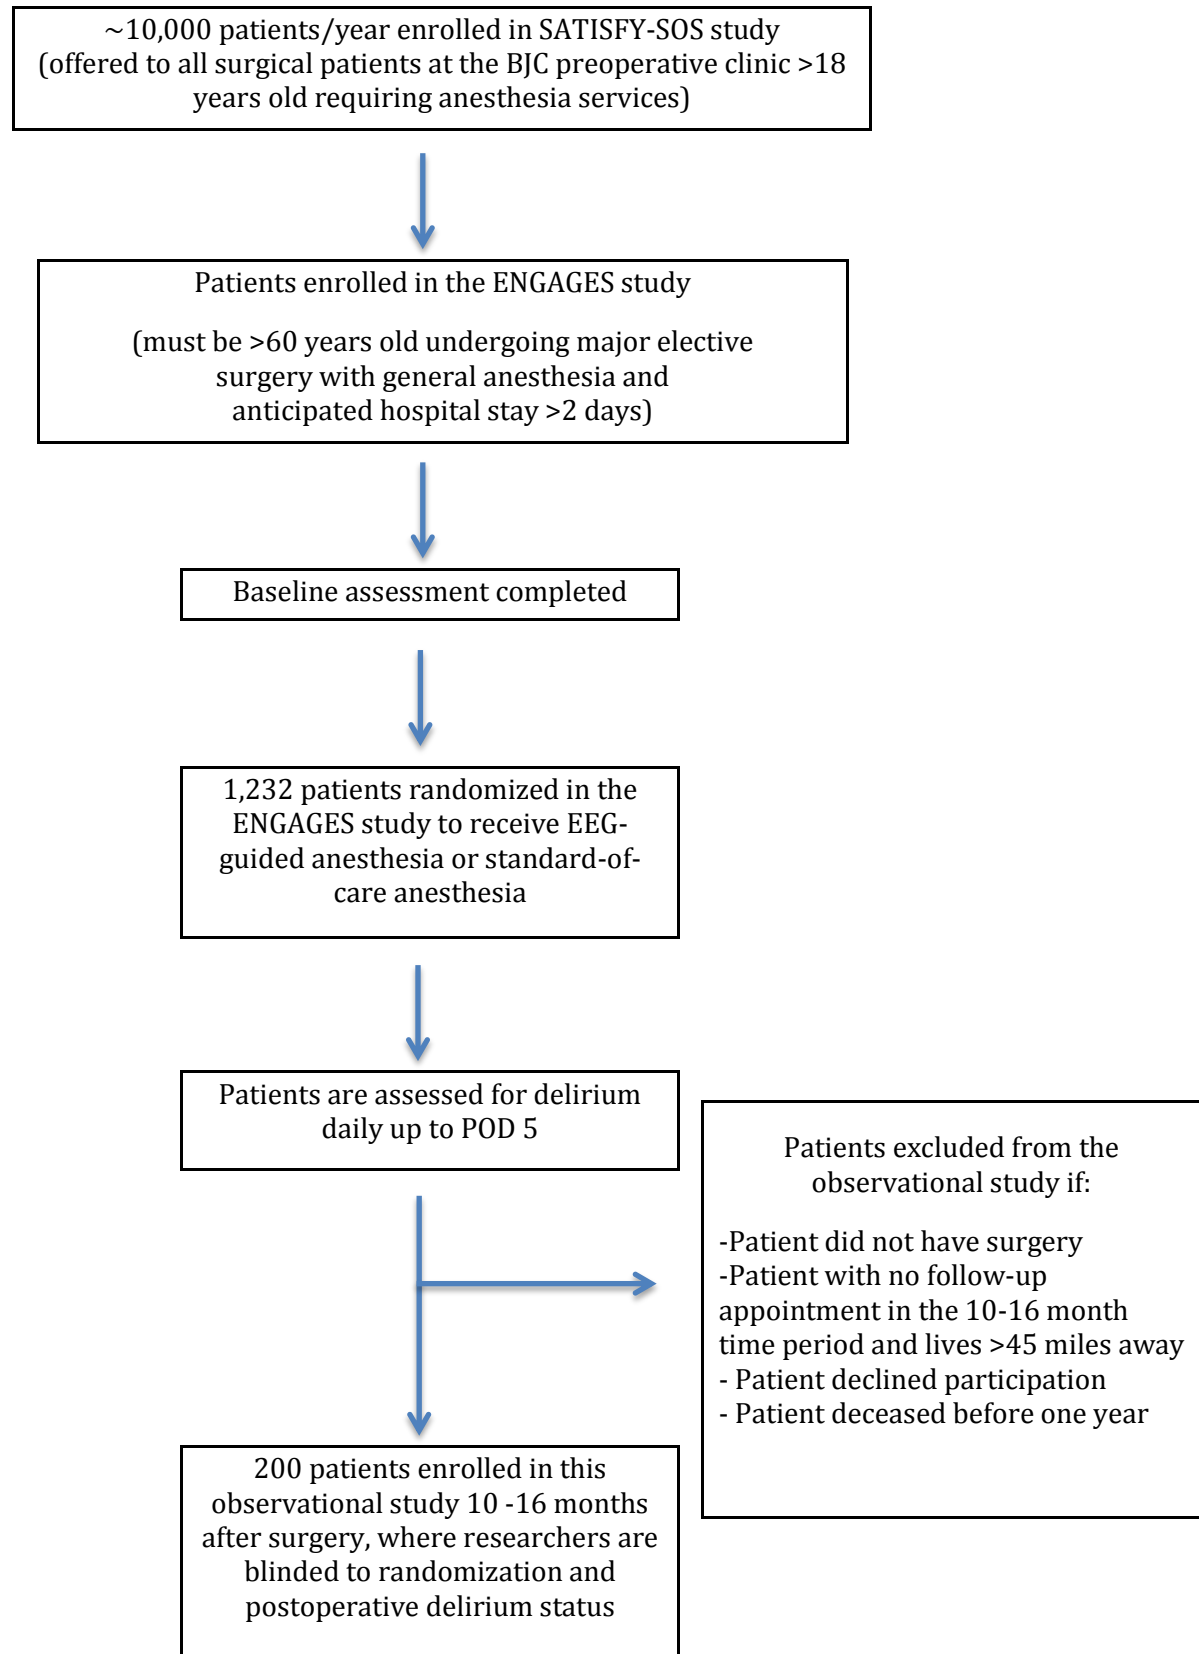 ~10,000 patients/year enrolled in SATISFY-SOS study
(offered to all surgical patients at the BJC preoperative clinic >18
years old requiring anesthesia services)
Patients enrolled in the ENGAGES study
(must be >60 years old undergoing major elective
surgery with general anesthesia and
anticipated hospital stay >2 days)
Baseline assessment completed
1,232 patients randomized in the
ENGAGES study to receive EEG-
guided anesthesia or standard-of-
care anesthesia
Patients are assessed for delirium
daily up to POD 5
Patients excluded from the
observational study if:
-Patient did not have surgery
-Patient with no follow-up
appointment in the 10-16 month
time period and lives >45 miles away
- Patient declined participation
- Patient deceased before one year
200 patients enrolled in this
observational study 10 -16 months
after surgery, where researchers are
blinded to randomization and
postoperative delirium status